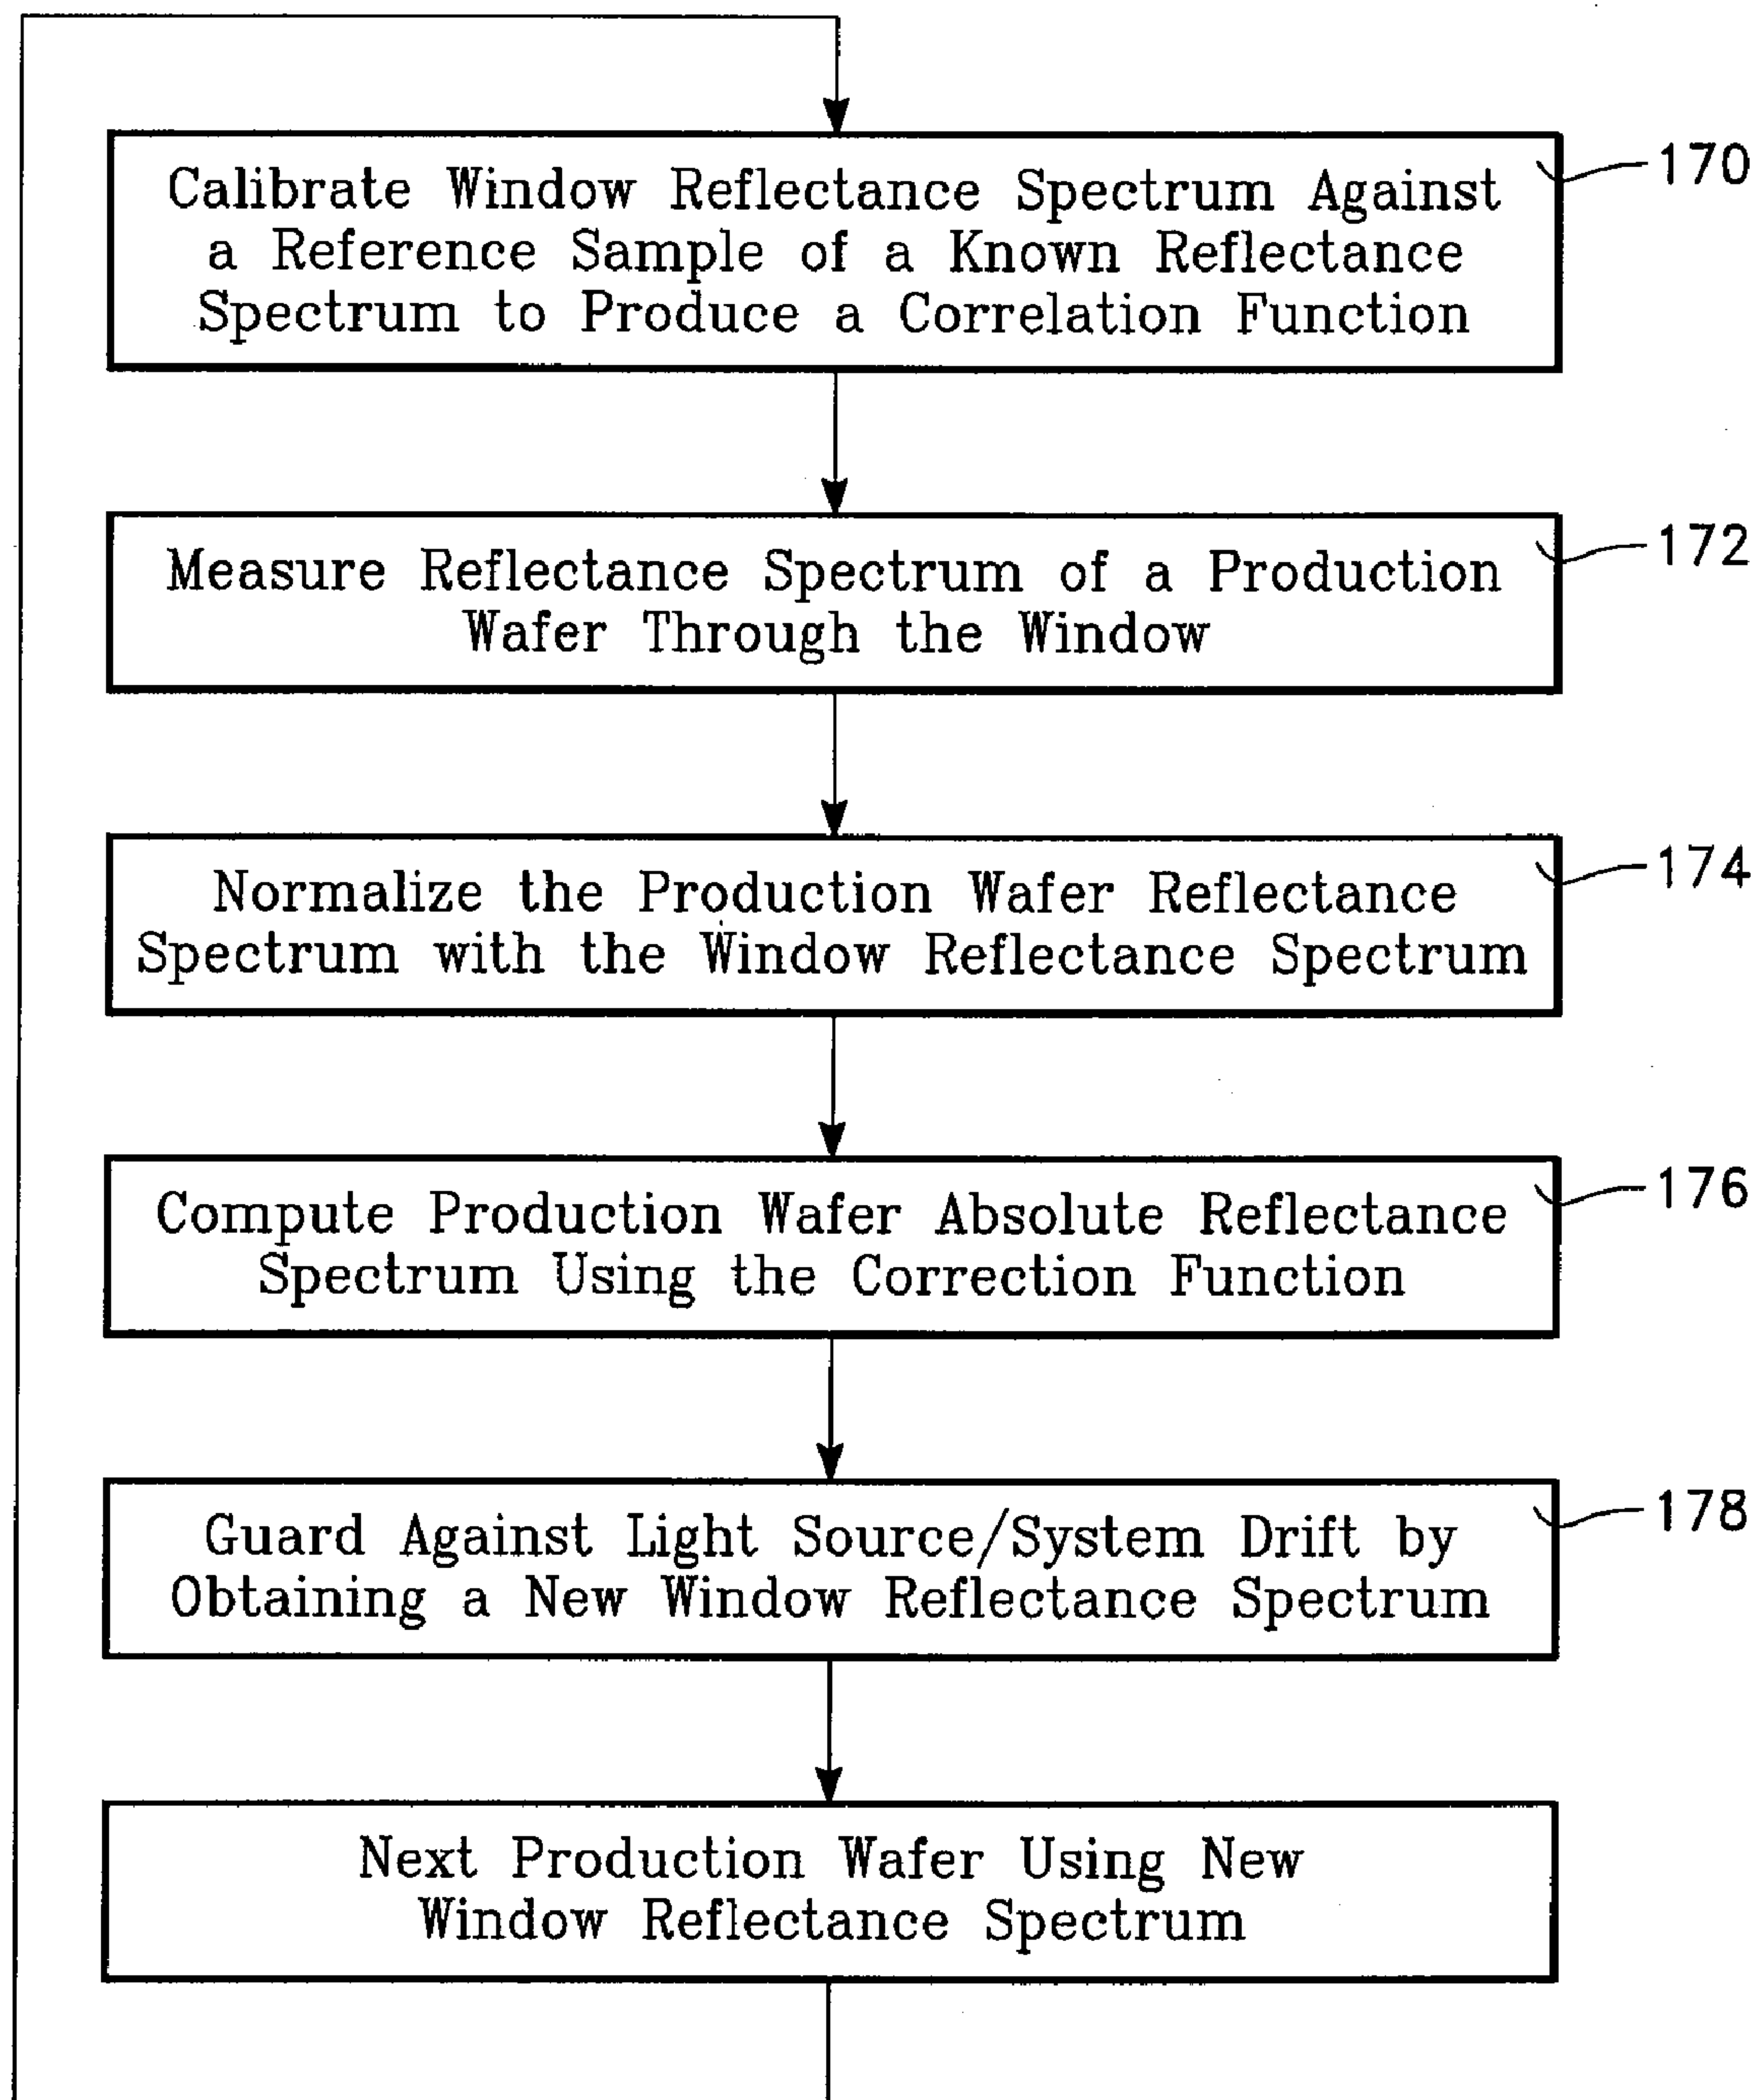 Calibrate Window Reflectance Spectrum Against
a Reference Sample of a Known Reflectance
Spectrum to Produce a Correlation Function
170
Measure Reflectance Spectrum of a Production
Wafer Through the Window
172
Normalize the Production Wafer Reflectance
Spectrum with the Window Reflectance Spectrum
174
Compute Production Wafer Absolute Reflectance
Spectrum Using the Correction Function
176
Guard Against Light Source/System Drift by
Obtaining a New Window Reflectance Spectrum
178
Next Production Wafer Using New
Window Reflectance Spectrum